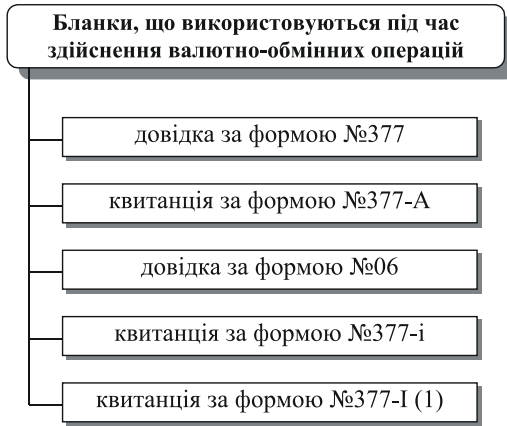 Бланки, що використовуються під час
здійснення валютно-обмінних операцій
довідка за формою №377
квитанція за формою №377-А
довідка за формою №06
квитанція за формою №377-і
квитанція за формою №377-І (1)